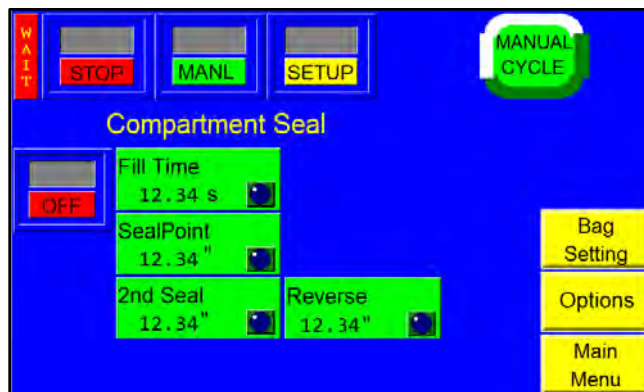 WAIT
STOP
MANL
SETUP
MANUAL
CYCLE
Compartment Seal
OFF
Fill Time
12.34 s
SealPoint
12.34"
2nd Seal
12.34"
Reverse
12.34"
Bag
Setting
Options
Main
Menu